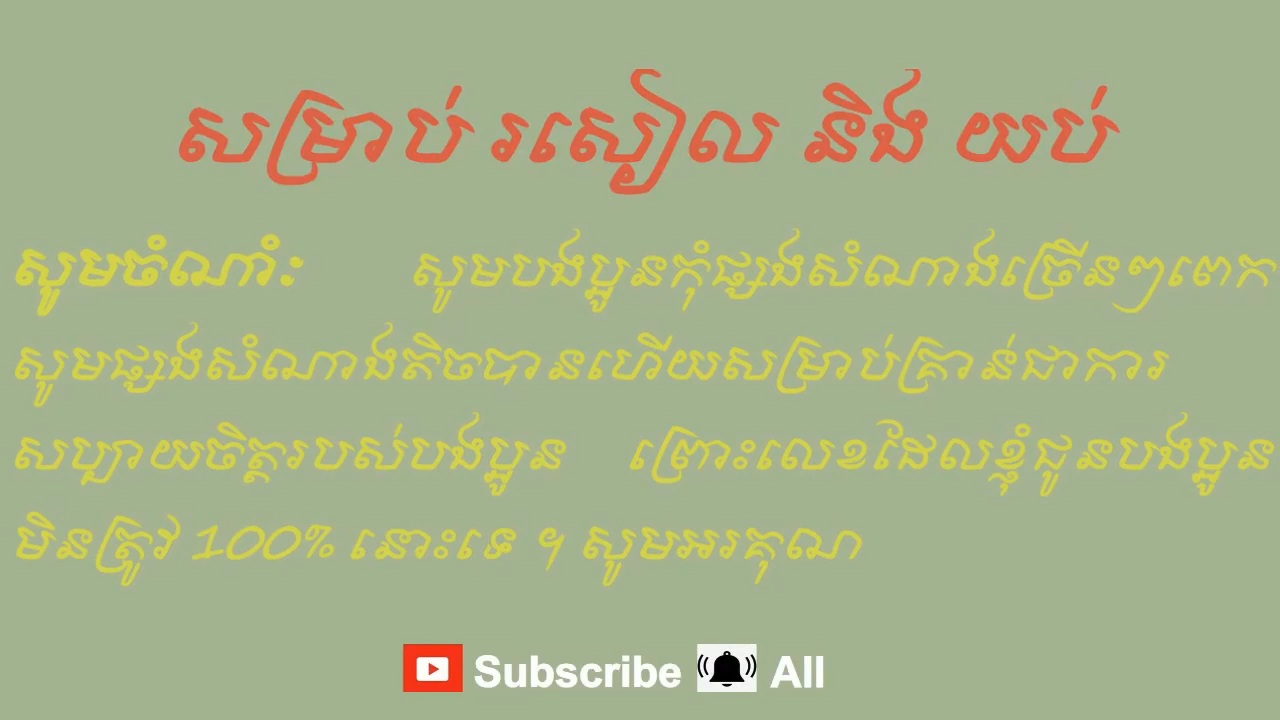 សម្រាប់ រសៀល និង យប់
សូមចំណាំ៖ សូមបងប្អូនកុំផ្សងសំណាងច្រើនៗពេក
សូមផ្សងសំណាងតិចបានហើយសម្រាប់គ្រាន់ជាការ
សប្បាយចិត្តរបស់បងប្អូន ព្រោះលេខដែលខ្ញុំជូនបងប្អូន
មិនត្រូវ 100% នោះទេ ។ សូមអរគុណ
Subscribe All